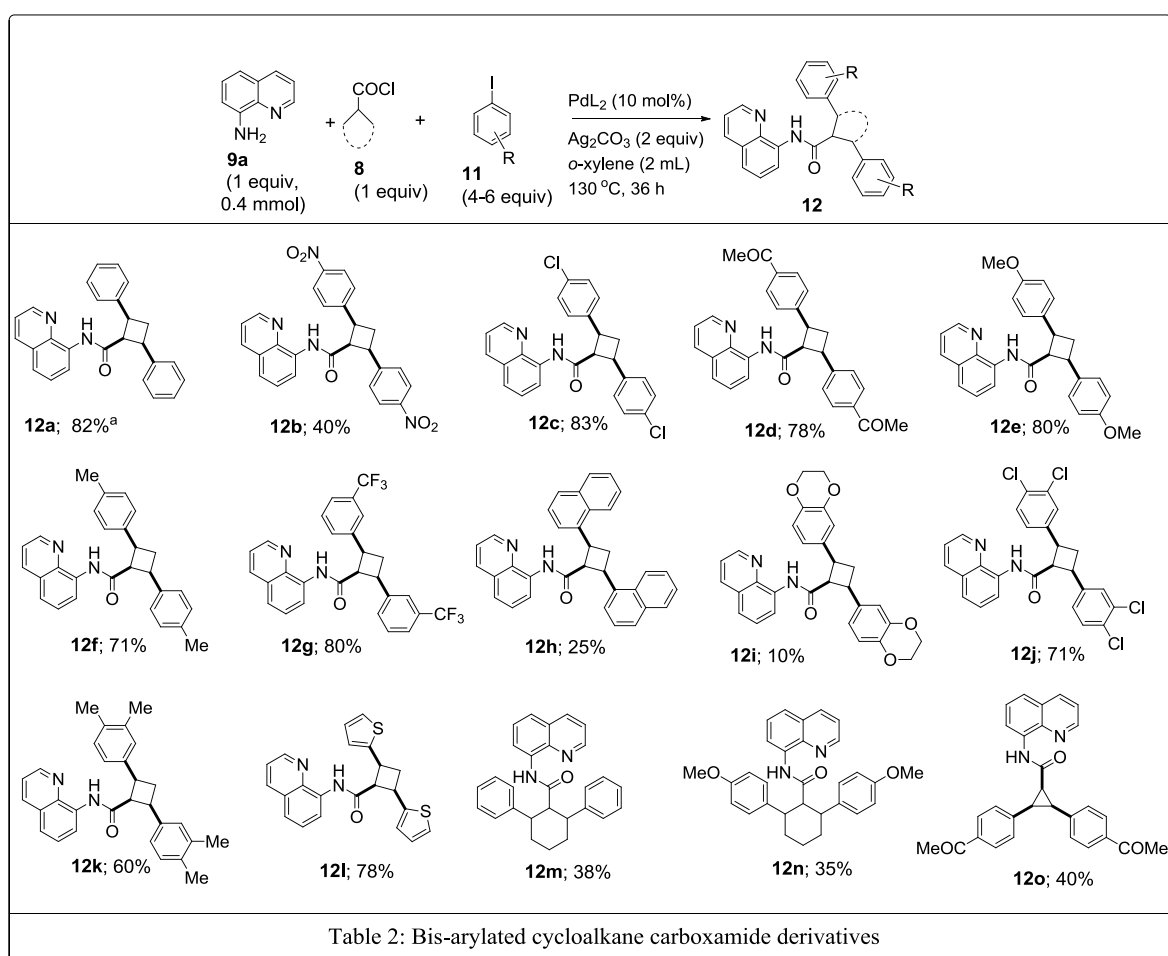 COCl
I
PdL2 (10 mol%)
Ag2CO3 (2 equiv)
o-xylene (2 mL)
130 °C, 36 h
N
NH2
+
+
R
9a
(1 equiv,
0.4 mmol)
8
(1 equiv)
11
(4-6 equiv)
R
N
H
N
O
R
12
N
H
N
O
12a; 82%a
O2N
N
H
N
O
NO2
12b; 40%
Cl
N
H
N
O
Cl
12c; 83%
MeOC
N
H
N
O
COMe
12d; 78%
MeO
N
H
N
O
OMe
12e; 80%
Me
N
H
N
O
Me
12f; 71%
CF3
N
H
N
O
CF3
12g; 80%
N
H
N
O
12h; 25%
O
O
N
H
N
O
O
O
12i; 10%
Cl
Cl
N
H
N
O
Cl
Cl
12j; 71%
Me
Me
N
H
N
O
Me
Me
12k; 60%
S
N
H
N
O
S
12l; 78%
N
HN
O
12m; 38%
N
MeO
HN
O
OMe
12n; 35%
N
HN
O
MeOC
COMe
12o; 40%
Table 2: Bis-arylated cycloalkane carboxamide derivatives